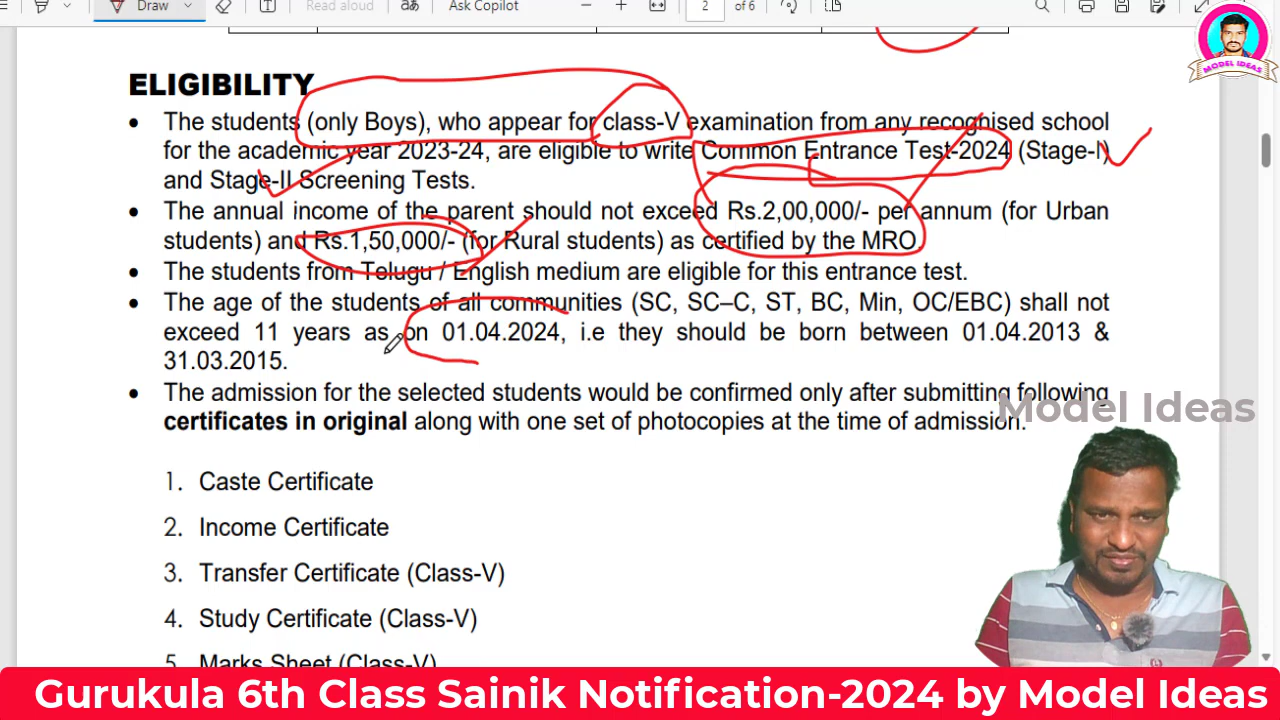 Draw
Read aloud
Ask Copilot
2
of 6
MODEL IDEAS
ELIGIBILITY
• The students (only Boys), who appear for class-V examination from any recognised school
for the academic year 2023-24, are eligible to write Common Entrance Test-2024 (Stage-I)
and Stage-II Screening Tests.
• The annual income of the parent should not exceed Rs.2,00,000/- per annum (for Urban
students) and Rs.1,50,000/- (for Rural students) as certified by the MRO.
• The students from Telugu / English medium are eligible for this entrance test.
• The age of the students of all communities (SC, SC–C, ST, BC, Min, OC/EBC) shall not
exceed 11 years as on 01.04.2024, i.e they should be born between 01.04.2013 &
31.03.2015.
• The admission for the selected students would be confirmed only after submitting following
certificates in original along with one set of photocopies at the time of admission.
Model Ideas
1. Caste Certificate
2. Income Certificate
3. Transfer Certificate (Class-V)
4. Study Certificate (Class-V)
5. Marks Sheet (Class-V)
Gurukula 6th Class Sainik Notification-2024 by Model Ideas